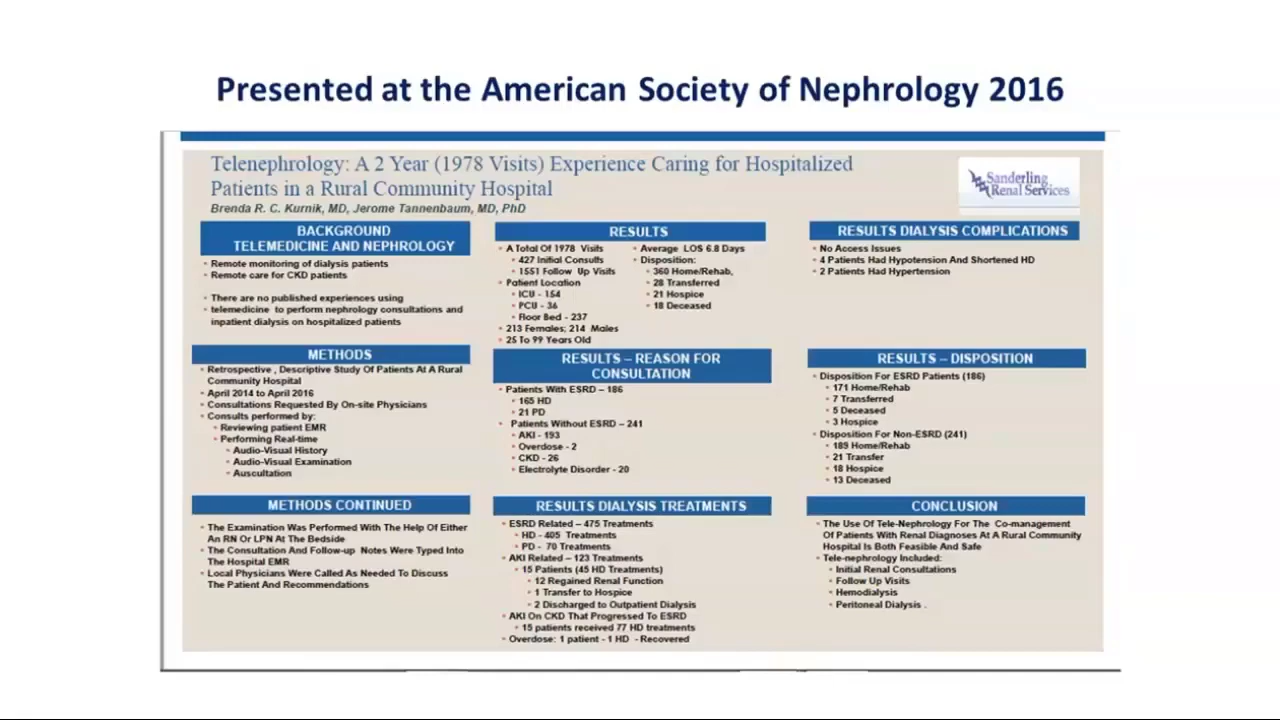 Presented at the American Society of Nephrology 2016
Telenephrology: A 2 Year (1978 Visits) Experience Caring for Hospitalized
Patients in a Rural Community Hospital
Brenda R. C. Kurnik, MD, Jerome Tannenbaum, MD, PhD
Sanderling
Renal Services
BACKGROUND
TELEMEDICINE AND NEPHROLOGY
• Remote monitoring of dialysis patients
• Remote care for CKD patients
• There are no published experiences using
• telemedicine to perform nephrology consultations and
inpatient dialysis on hospitalized patients
METHODS
• Retrospective , Descriptive Study Of Patients At A Rural
Community Hospital
• April 2014 to April 2016
• Consultations Requested By On-site Physicians
• Consults performed by:
• Reviewing patient EMR
• Performing Real-time
• Audio-Visual History
• Audio-Visual Examination
• Auscultation
METHODS CONTINUED
• The Examination Was Performed With The Help Of Either
An RN Or LPN At The Bedside
• The Consultation And Follow-up Notes Were Typed Into
The Hospital EMR
• Local Physicians Were Called As Needed To Discuss
The Patient And Recommendations
RESULTS
• A Total Of 1978 Visits
• 427 Initial Consults
• 1551 Follow Up Visits
• Patient Location
• ICU - 154
• PCU - 36
• Floor Bed - 237
• 213 Females; 214 Males
• 25 To 99 Years Old
• Average LOS 6.8 Days
• Disposition:
• 360 Home/Rehab,
• 28 Transferred
• 21 Hospice
• 18 Deceased
RESULTS – REASON FOR
CONSULTATION
• Patients With ESRD – 186
• 165 HD
• 21 PD
• Patients Without ESRD – 241
• AKI - 193
• Overdose - 2
• CKD - 26
• Electrolyte Disorder - 20
RESULTS DIALYSIS TREATMENTS
• ESRD Related – 475 Treatments
• HD - 405 Treatments
• PD - 70 Treatments
• AKI Related – 123 Treatments
• 15 Patients (45 HD Treatments)
• 12 Regained Renal Function
• 1 Transfer to Hospice
• 2 Discharged to Outpatient Dialysis
• AKI On CKD That Progressed To ESRD
• 15 patients received 77 HD treatments
• Overdose: 1 patient - 1 HD - Recovered
RESULTS DIALYSIS COMPLICATIONS
• No Access Issues
• 4 Patients Had Hypotention And Shortened HD
• 2 Patients Had Hypertention
RESULTS – DISPOSITION
• Disposition For ESRD Patients (186)
• 171 Home/Rehab
• 7 Transferred
• 5 Deceased
• 3 Hospice
• Disposition For Non-ESRD (241)
• 189 Home/Rehab
• 21 Transfer
• 18 Hospice
• 13 Deceased
CONCLUSION
• The Use Of Tele-Nephrology For The Co-management
Of Patients With Renal Diagnoses At A Rural Community
Hospital Is Both Feasible And Safe
• Tele-nephrology Included:
• Initial Renal Consultations
• Follow Up Visits
• Hemodialysis
• Peritoneal Dialysis .